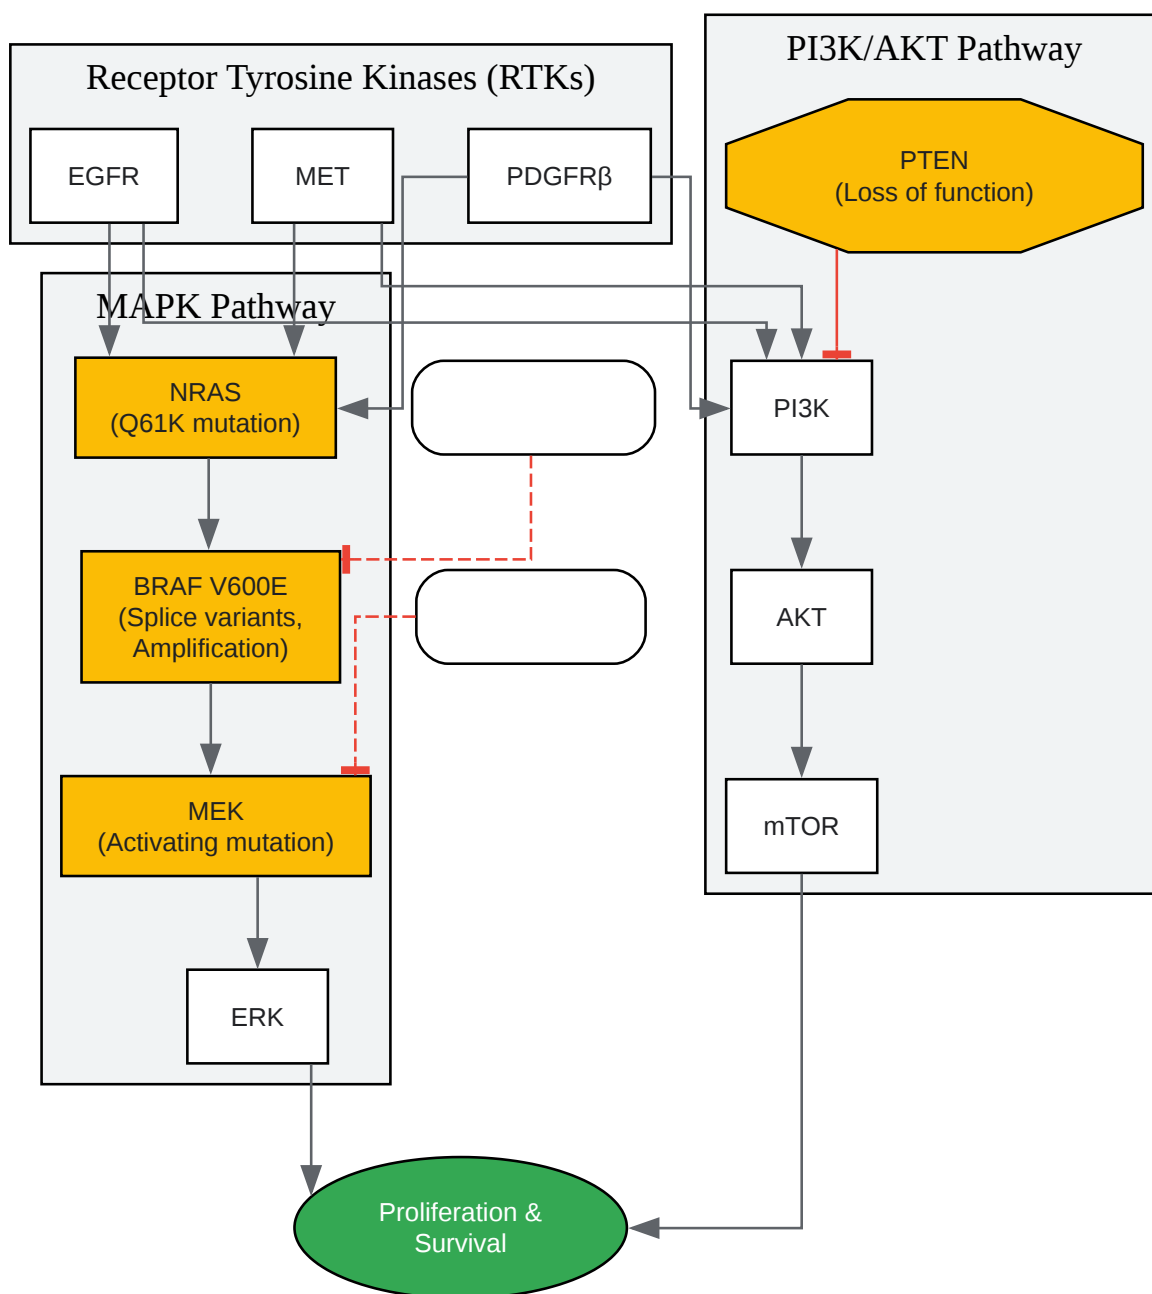 Receptor Tyrosine Kinases (RTKs)
EGFR
MET
PDGFRβ
PI3K/AKT Pathway
PTEN
(Loss of function)
MAPK Pathway
NRAS
(Q61K mutation)
PI3K
BRAF V600E
(Splice variants,
Amplification)
AKT
MEK
(Activating mutation)
mTOR
ERK
Proliferation &
Survival